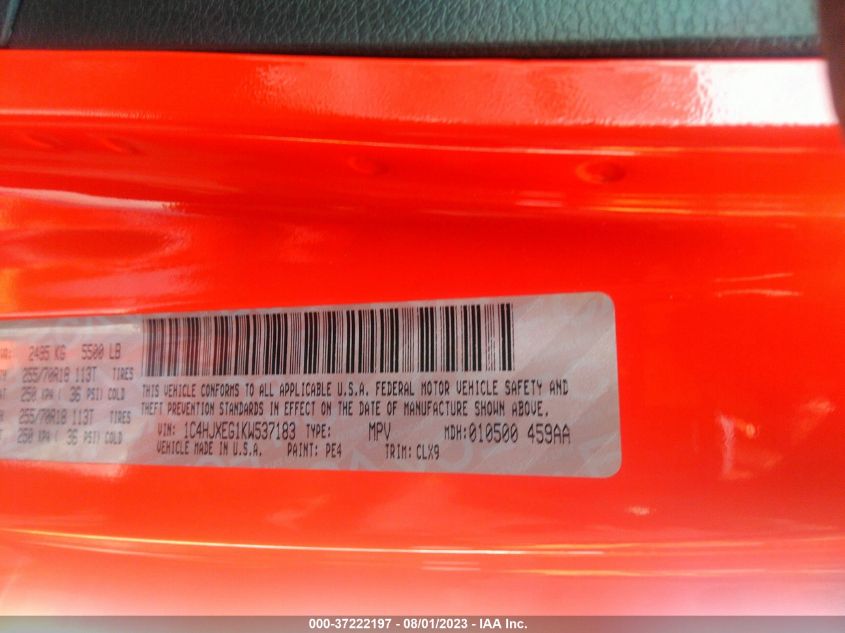 2495 KG 5500 LB
255/70R18 113T TIRES
250 KPA ( 36 PSI) COLD
255/70R18 113T TIRES
250 KPA ( 36 PSI) COLD
THIS VEHICLE CONFORMS TO ALL APPLICABLE U.S.A. FEDERAL MOTOR VEHICLE SAFETY AND
THEFT PREVENTION STANDARDS IN EFFECT ON THE DATE OF MANUFACTURE SHOWN ABOVE.
VIN: 1C4HJXEG1KW537183 TYPE: MPV MDH:010500 459AA
VEHICLE MADE IN U.S.A. PAINT: PE4 TRIM: CLX9
000-37222197 - 08/01/2023 - IAA Inc.